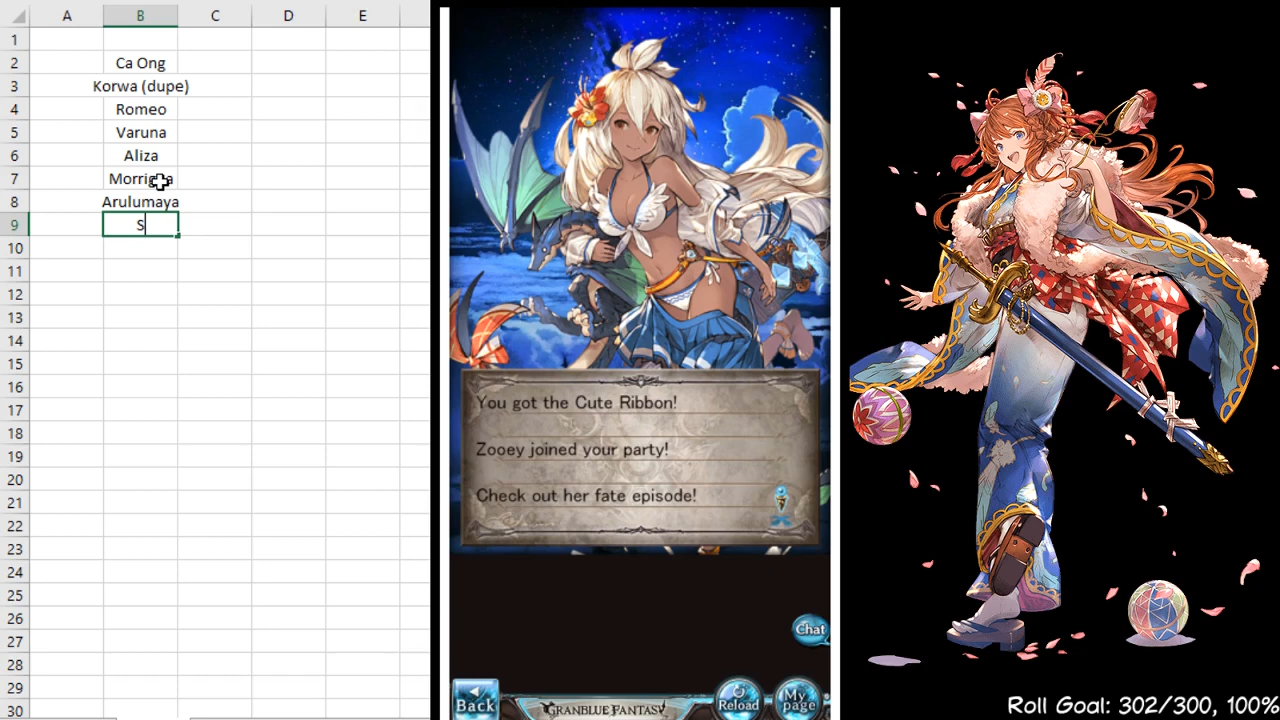 A B C D E
1
2 Ca Ong
3 Korwa (dupe)
4 Romeo
5 Varuna
6 Aliza
7
8 Arulumaya
9 S
10
11
12
13
14
15
16
17
18
19
20
21
22
23
24
25
26
27
28
29
30
You got the Cute Ribbon!
Zooey joined your party!
Check out her fate episode!
Chat
Back
GRANBLUE FANTASY
Reload
My page
Roll Goal: 302/300, 100%